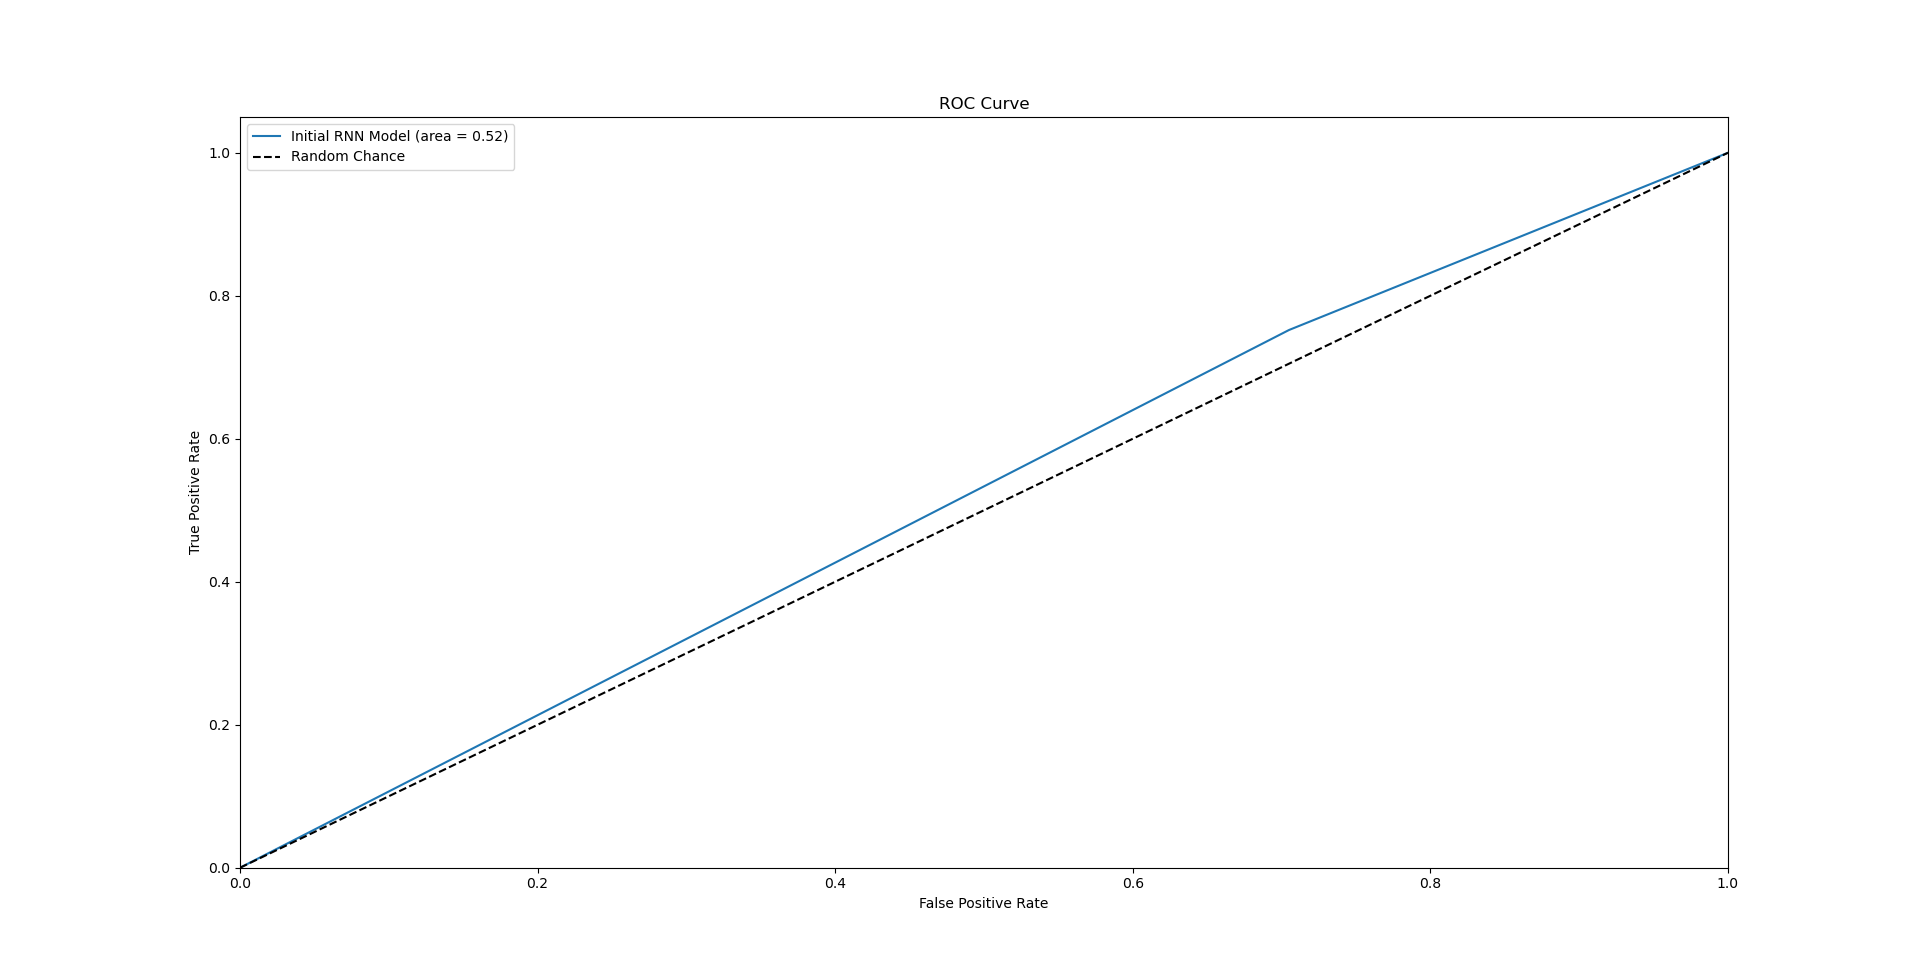 ROC Curve
Initial RNN Model (area = 0.52)
Random Chance
1.0
0.8
0.6
0.4
0.2
0.0
True Positive Rate
0.0 0.2 0.4 0.6 0.8 1.0
False Positive Rate